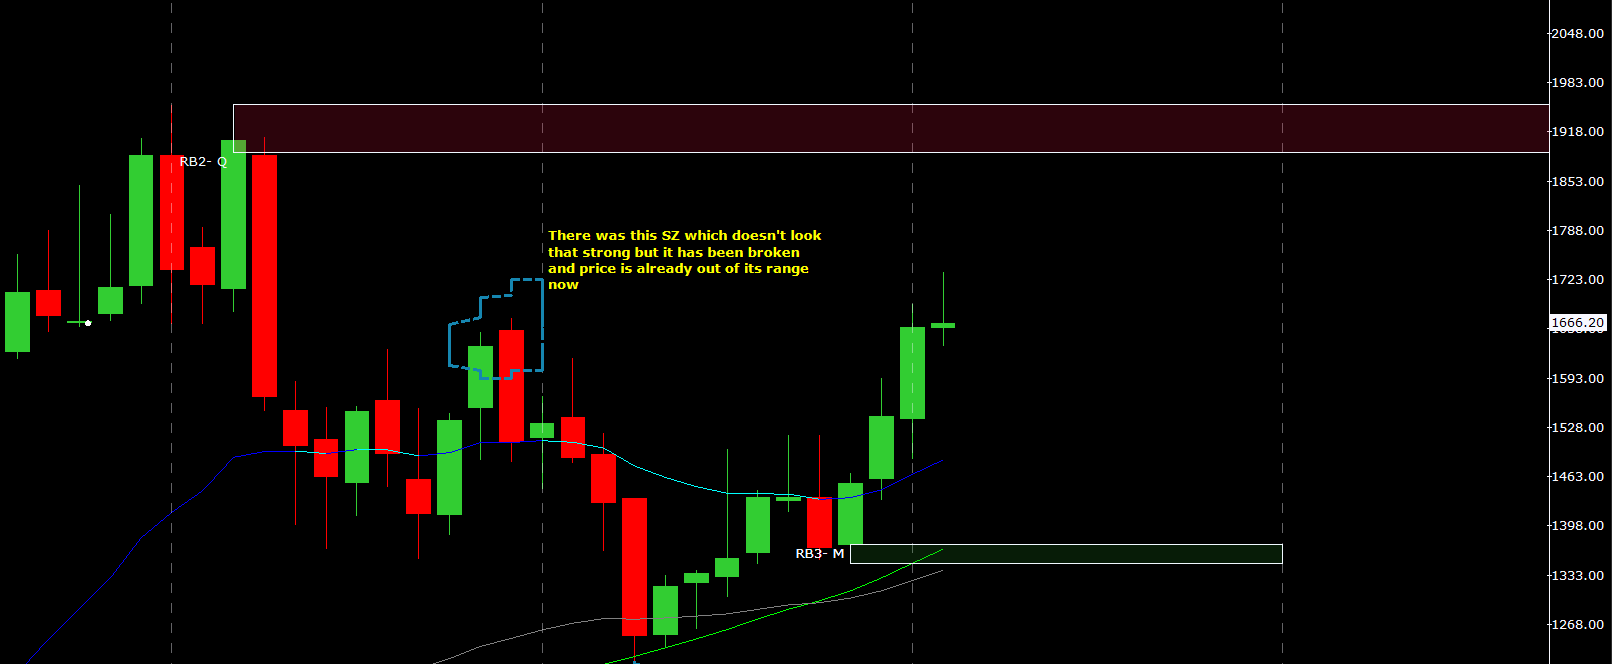 2048.00
1983.00
1918.00
RB2- Q
1853.00
There was this SZ which doesn't look
that strong but it has been broken
and price is already out of its range
now
1788.00
1723.00
1666.20
1593.00
1528.00
1463.00
1398.00
RB3- M
1333.00
1268.00